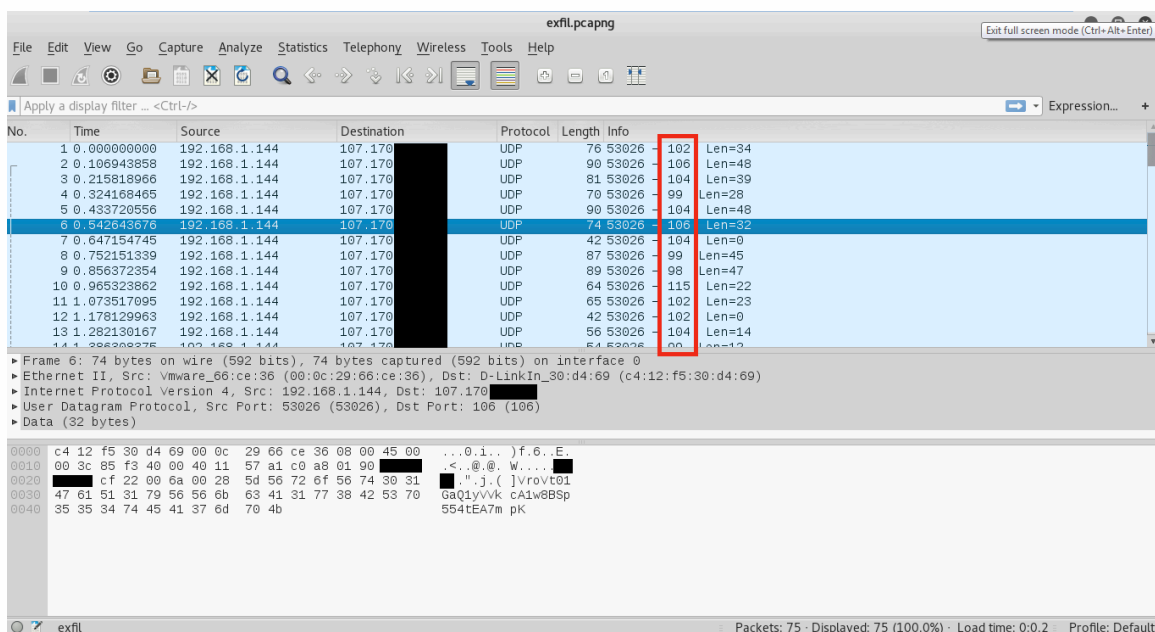 exfil.pcapng
Exit full screen mode (Ctrl+Alt+Enter)
File Edit View Go Capture Analyze Statistics Telephony Wireless Tools Help
Apply a display filter ... <Ctrl-/> Expression... +
No. Time Source Destination Protocol Length Info
1 0.000000000 192.168.1.144 107.170 UDP 76 53026 → 102 Len=34
2 0.106943858 192.168.1.144 107.170 UDP 90 53026 → 106 Len=48
3 0.215818966 192.168.1.144 107.170 UDP 81 53026 → 104 Len=39
4 0.324168465 192.168.1.144 107.170 UDP 70 53026 → 99 Len=28
5 0.433720556 192.168.1.144 107.170 UDP 90 53026 → 104 Len=48
6 0.542643676 192.168.1.144 107.170 UDP 74 53026 → 106 Len=32
7 0.647154745 192.168.1.144 107.170 UDP 42 53026 → 104 Len=0
8 0.752151339 192.168.1.144 107.170 UDP 87 53026 → 99 Len=45
9 0.856372354 192.168.1.144 107.170 UDP 89 53026 → 98 Len=47
10 0.965323862 192.168.1.144 107.170 UDP 64 53026 → 115 Len=22
11 1.073517095 192.168.1.144 107.170 UDP 65 53026 → 102 Len=23
12 1.178129963 192.168.1.144 107.170 UDP 42 53026 → 102 Len=0
13 1.282130167 192.168.1.144 107.170 UDP 56 53026 → 104 Len=14
14 1.386308375 192.168.1.144 107.170 UDP 54 53026 → 99 Len=12
Frame 6: 74 bytes on wire (592 bits), 74 bytes captured (592 bits) on interface 0
Ethernet II, Src: Vmware_66:ce:36 (00:0c:29:66:ce:36), Dst: D-LinkIn_30:d4:69 (c4:12:f5:30:d4:69)
Internet Protocol Version 4, Src: 192.168.1.144, Dst: 107.170
User Datagram Protocol, Src Port: 53026 (53026), Dst Port: 106 (106)
Data (32 bytes)
0000 c4 12 f5 30 d4 69 00 0c 29 66 ce 36 08 00 45 00 ...0.i.. )f.6..E.
0010 00 3c 85 f3 40 00 40 11 57 a1 c0 a8 01 90 .<..@.@. W.....
0020 cf 22 00 6a 00 28 5d 56 72 6f 56 74 30 31 .".j.( ]VroVt01
0030 47 61 51 31 79 56 56 6b 63 41 31 77 38 42 53 70 GaQ1yVVk cA1w8BSp
0040 35 35 34 74 45 41 37 6d 70 4b 554tEA7m pK
exfil Packets: 75 · Displayed: 75 (100.0%) · Load time: 0:0.2 Profile: Default